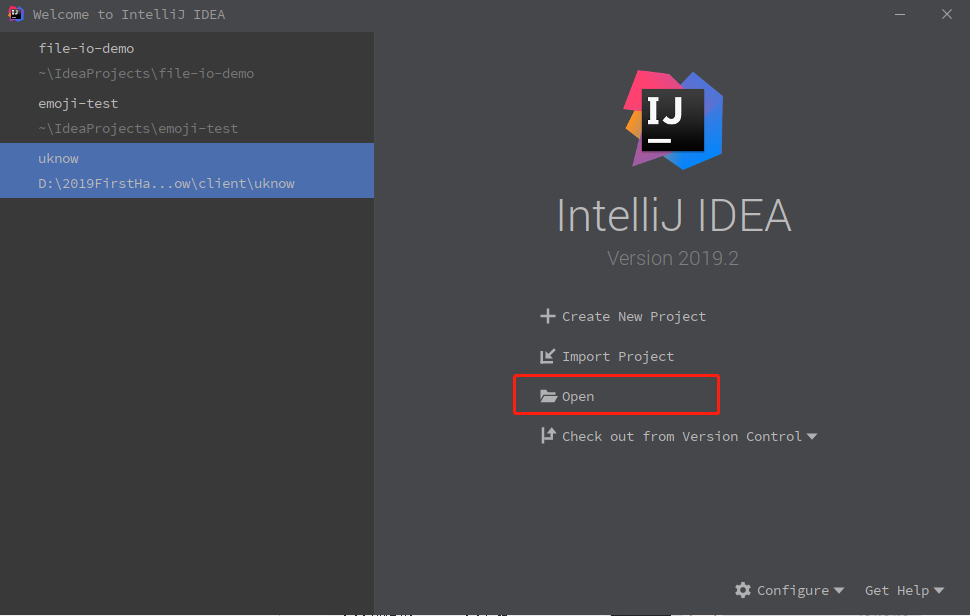 Welcome to IntelliJ IDEA
file-io-demo
~\IdeaProjects\file-io-demo
emoji-test
~\IdeaProjects\emoji-test
uknow
D:\2019FirstHa...ow\client\uknow
IJ
IntelliJ IDEA
Version 2019.2
Create New Project
Import Project
Open
Check out from Version Control
Configure
Get Help